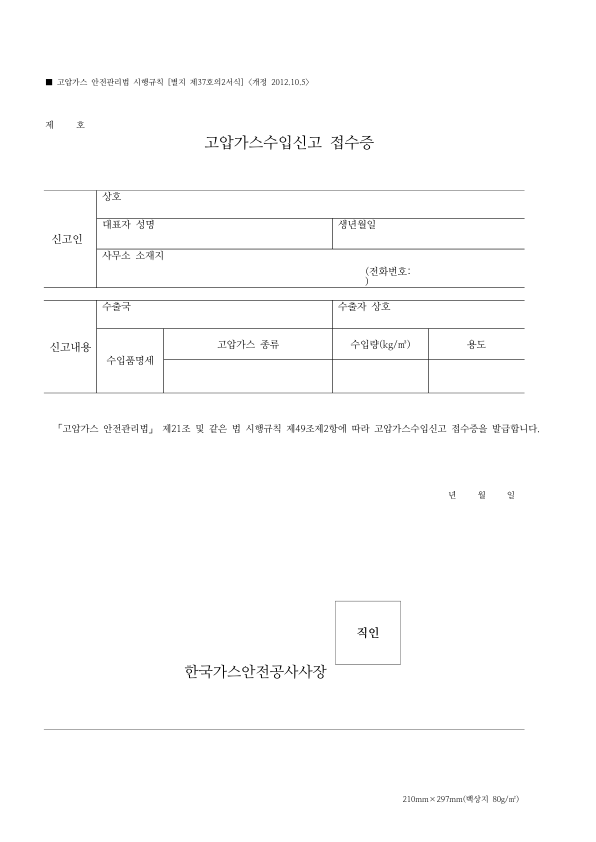 ■ 고압가스 안전관리법 시행규칙 [별지 제37호의2서식] 〈개정 2012.10.5〉
제 호
고압가스수입신고 접수증
신고인
상호
대표자 성명
생년월일
사무소 소재지
(전화번호:
)
신고내용
수출국
수출자 상호
수입품명세
고압가스 종류
수입량(kg/㎥)
용도
「고압가스 안전관리법」 제21조 및 같은 법 시행규칙 제49조제2항에 따라 고압가스수입신고 접수증을 발급합니다.
년 월 일
직인
한국가스안전공사사장
210mm×297mm(백상지 80g/㎡)